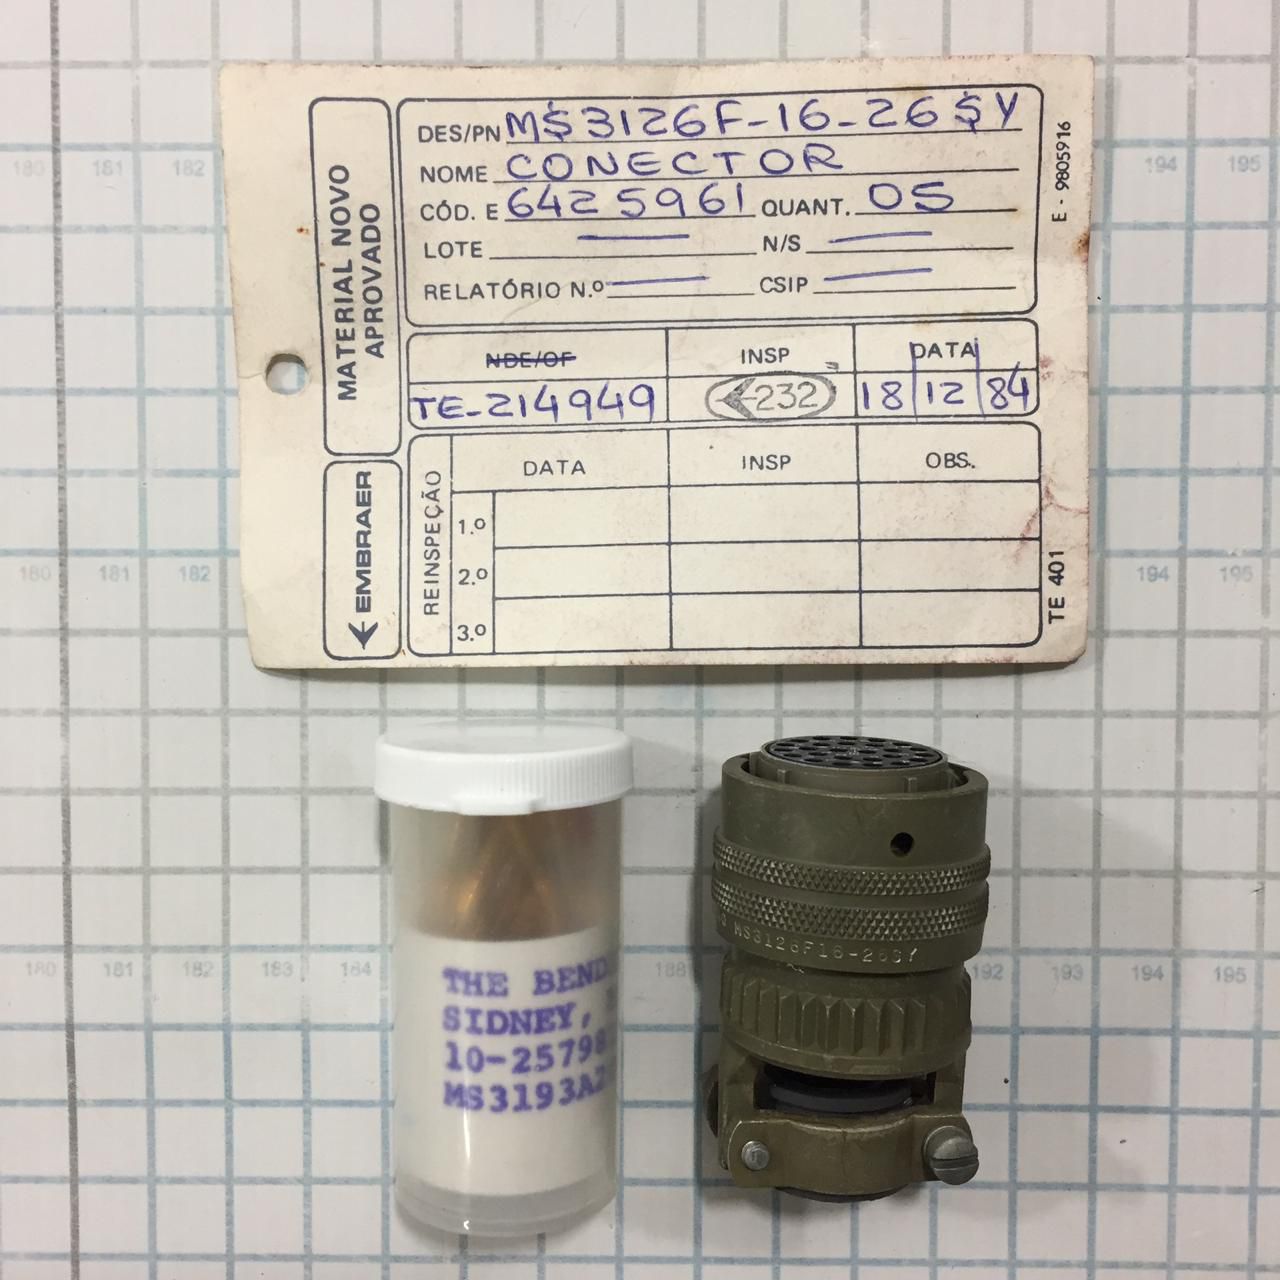 MATERIAL NOVO
APROVADO
DES/PN MS3126F-16-26SY
NOME CONECTOR
CÓD. E 6425961 QUANT. 05
LOTE N/S
RELATÓRIO N.º CSIP
NDE/OF INSP DATA
TE-214949 232 18 12 84
EMBRAER
REINSPEÇÃO
DATA INSP OBS.
1.º
2.º
3.º
E - 9805916
TE 401
THE BEND
SIDNEY,
10-25798
MS3193A2
MS3126F16-26SY
180 181 182 194 195
180 181 182 194 195
180 181 182 183 184 188 192 193 194 195